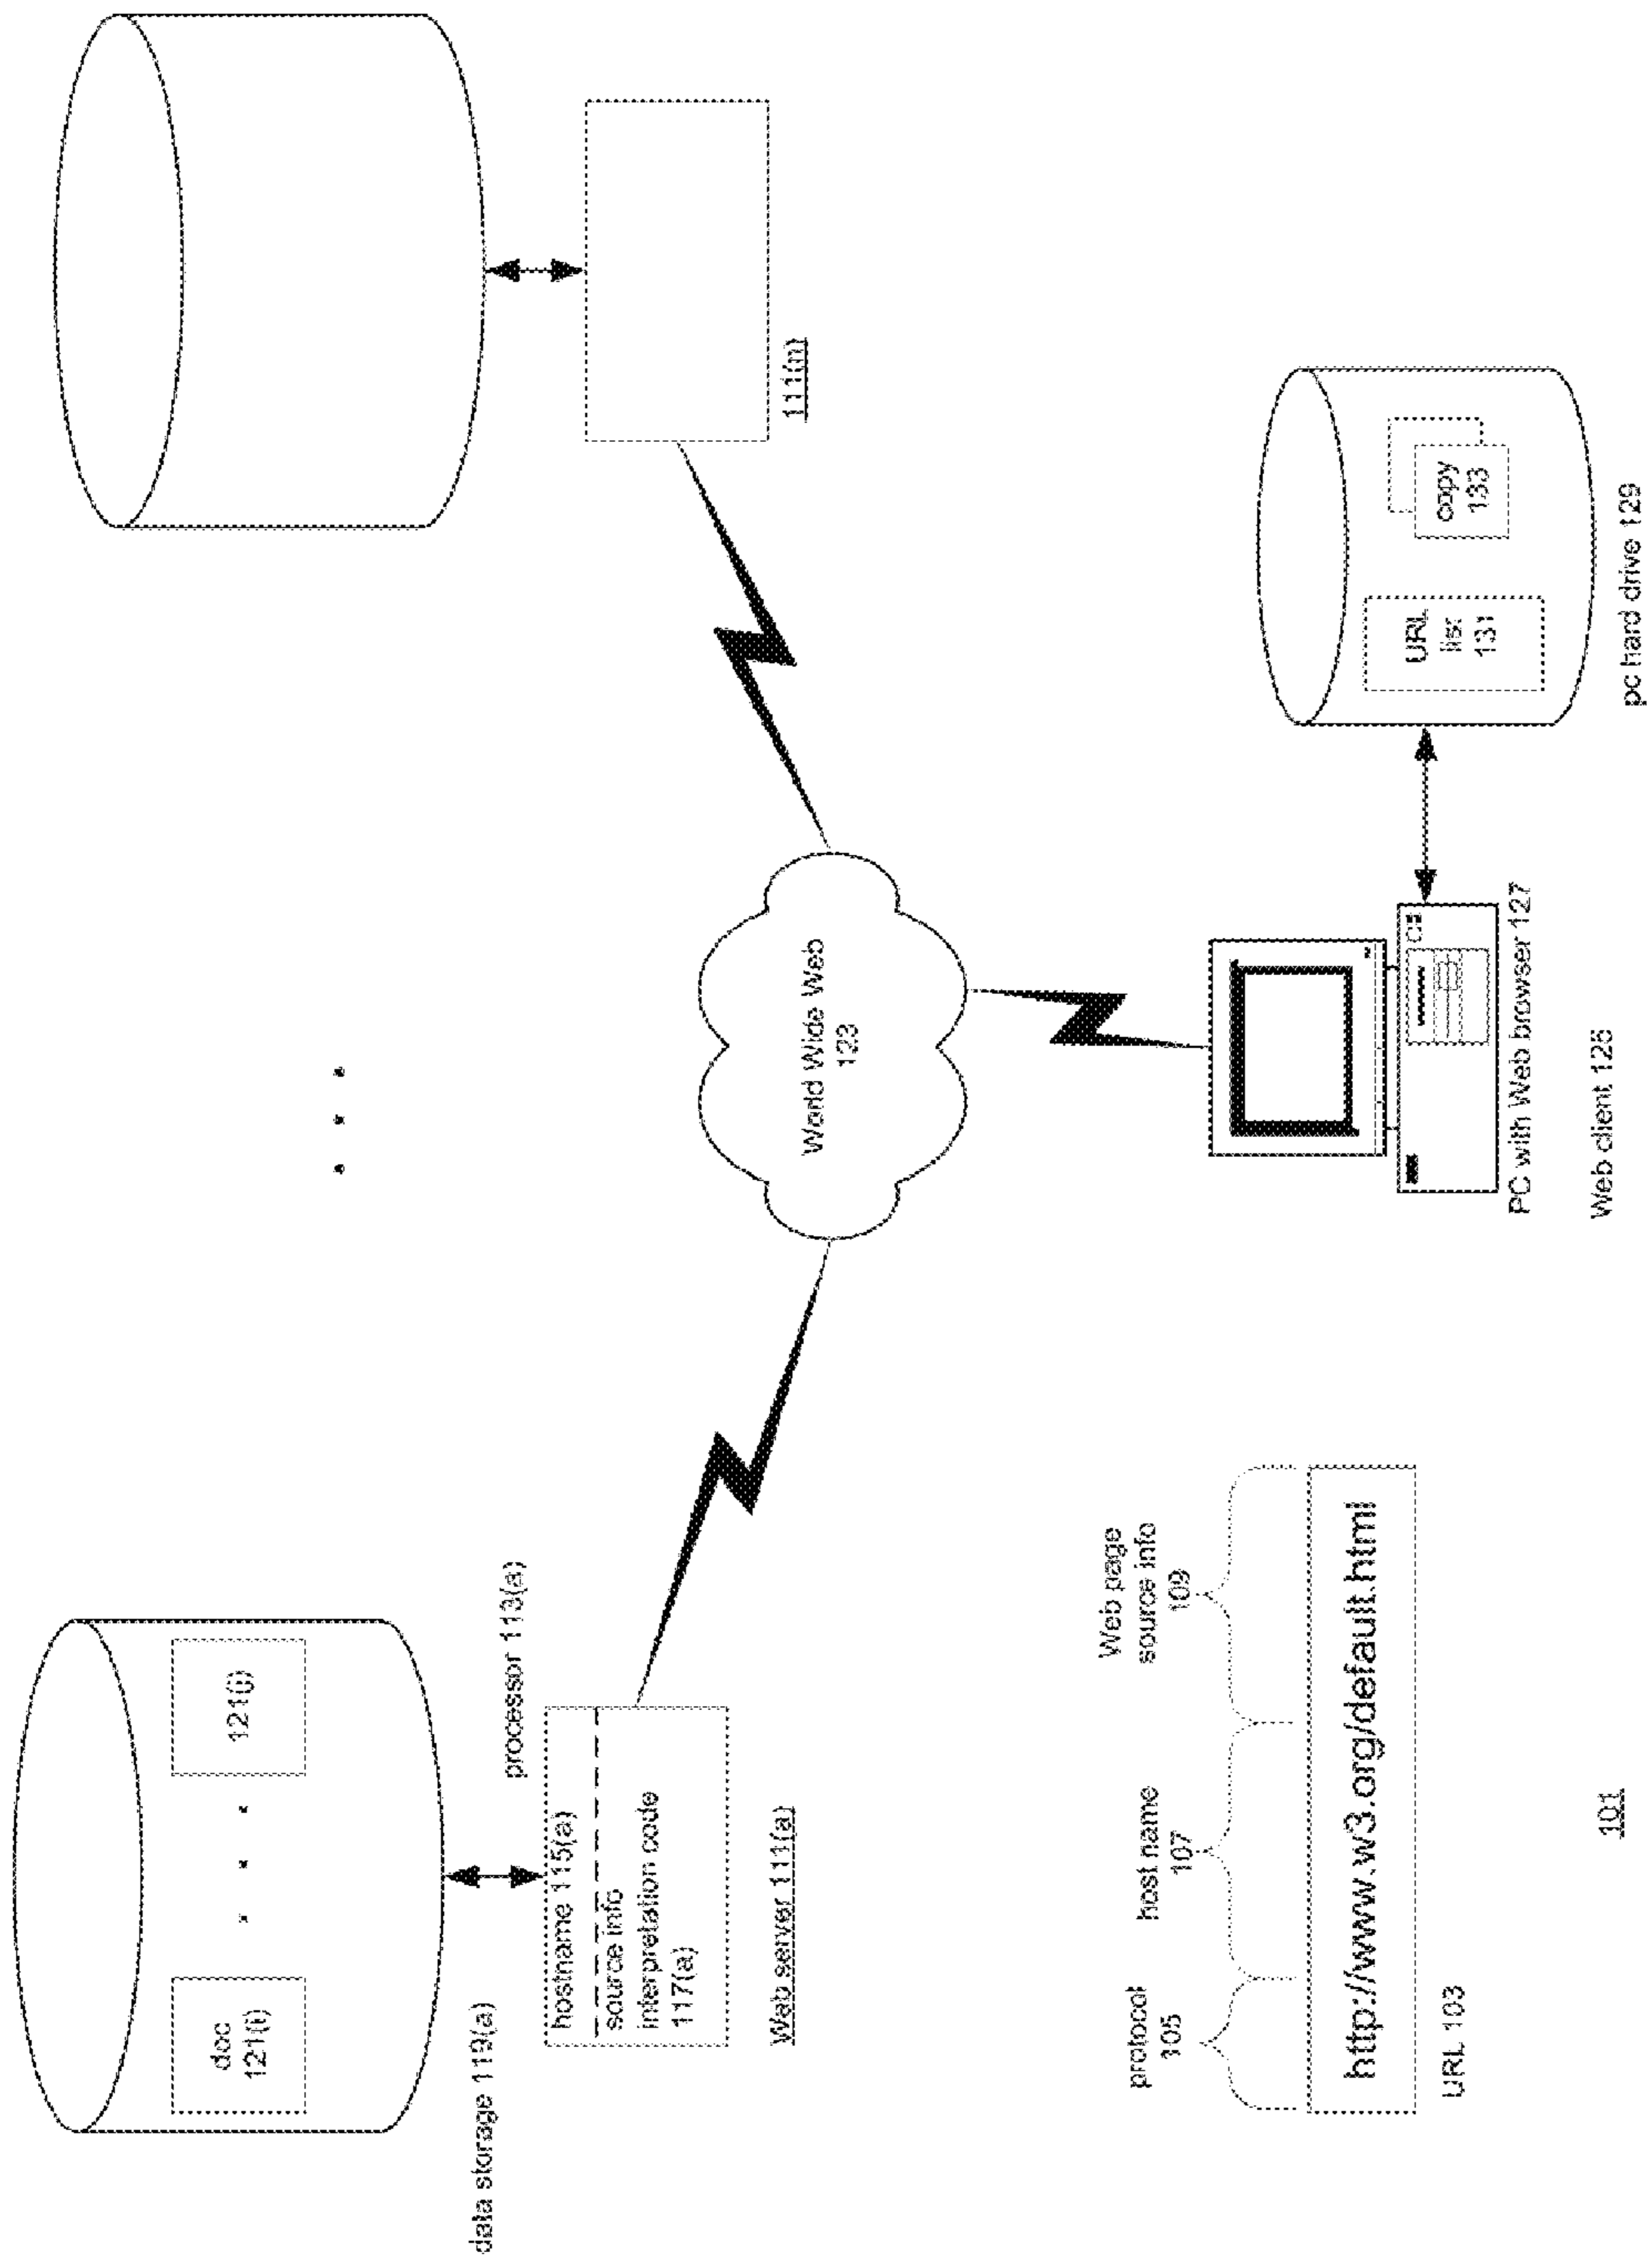 doc
121(i)
121(j)
data storage 119(a)
processor 113(a)
hostname 115(a)
source info
interpretation code
117(a)
Web server 111(a)
111(n)
World Wide Web
123
protocol
105
host name
107
Web page
source info
109
http://www.w3.org/default.html
URL 103
PC with Web browser 127
Web client 125
URL
list
131
copy
133
pc hard drive 129
101